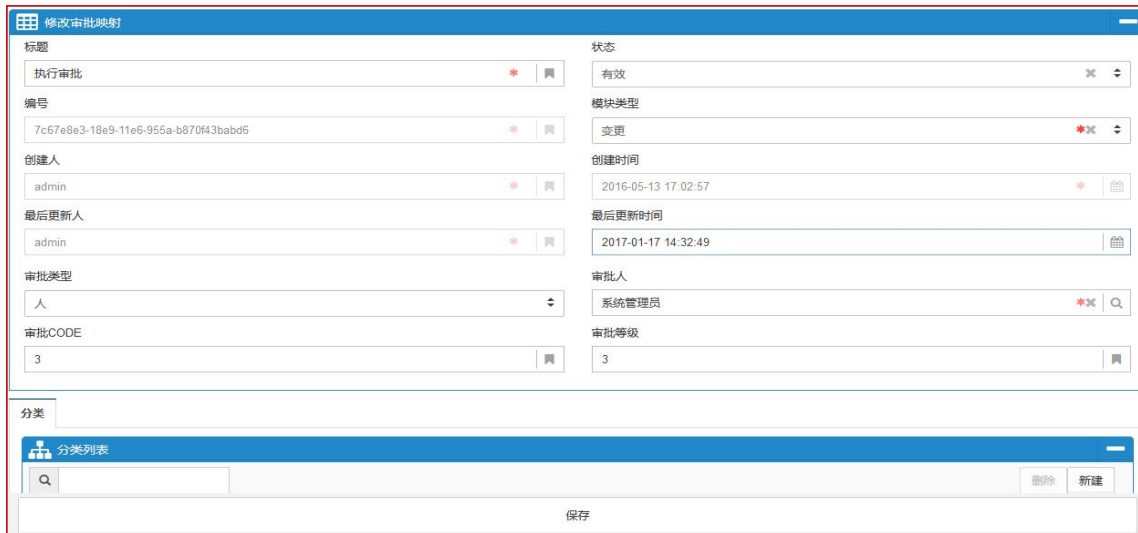 修改审批映射
标题 状态
执行审批 * 有效
编号 模块类型
7c67e8e3-18e9-11e6-955a-b870f43babd6 * 变更 *
创建人 创建时间
admin * 2016-05-13 17:02:57 *
最后更新人 最后更新时间
admin * 2017-01-17 14:32:49
审批类型 审批人
人 系统管理员 *
审批CODE 审批等级
3 3
分类
分类列表
删除 新建
保存